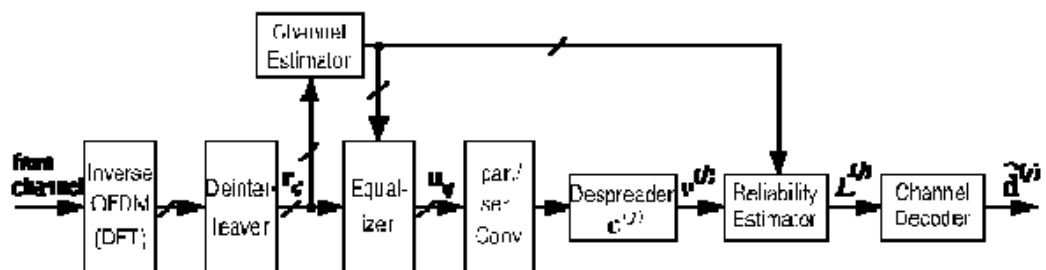 Channel
Estimator
from
channel
Inverse
OFDM
(DFT)
Deinter-
leaver
r
Equal-
izer
u
par./
ser.
Conv
Despreader
c
v
Reliability
Estimator
L
Channel
Decoder
d